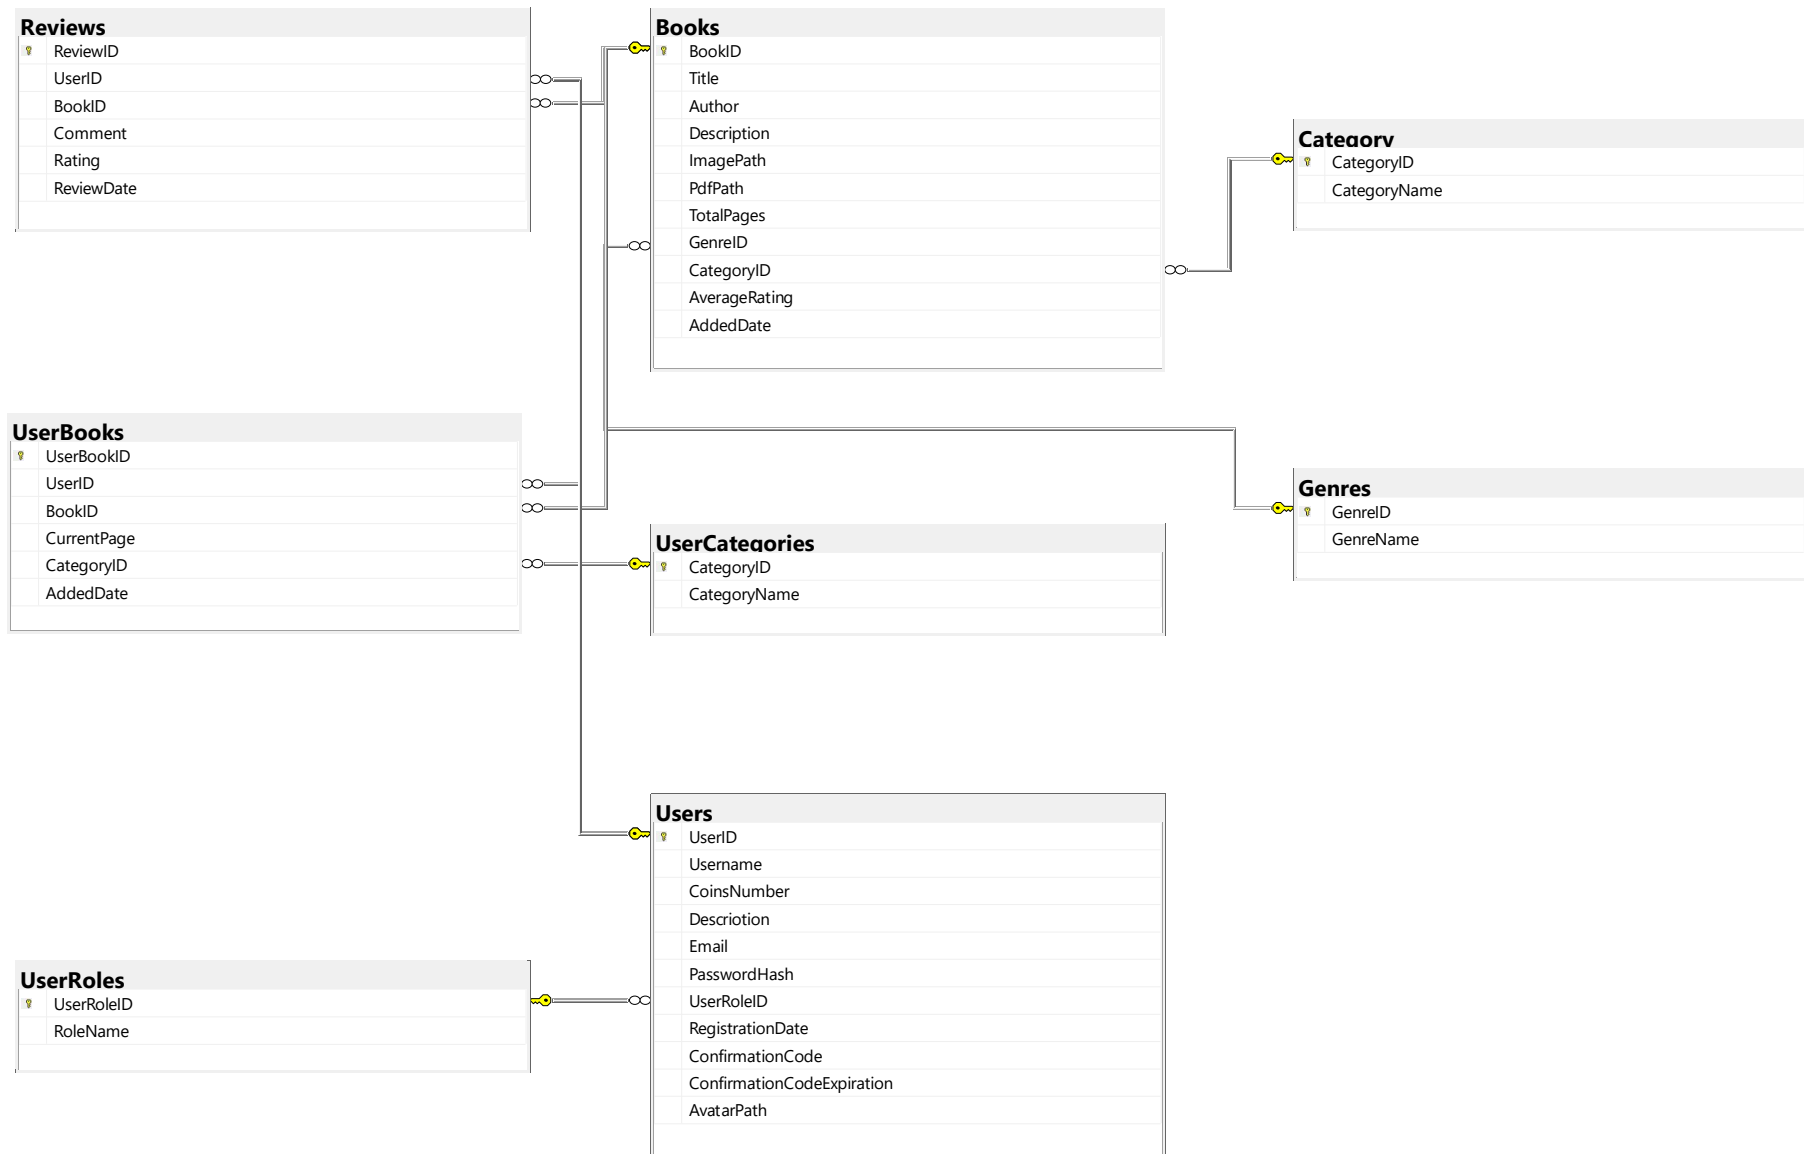 Reviews
ReviewID
UserID
BookID
Comment
Rating
ReviewDate
Books
BookID
Title
Author
Description
ImagePath
PdfPath
TotalPages
GenreID
CategoryID
AverageRating
AddedDate
Category
CategoryID
CategoryName
UserBooks
UserBookID
UserID
BookID
CurrentPage
CategoryID
AddedDate
UserCategories
CategoryID
CategoryName
Genres
GenreID
GenreName
Users
UserID
Username
CoinsNumber
Descriotion
Email
PasswordHash
UserRoleID
RegistrationDate
ConfirmationCode
ConfirmationCodeExpiration
AvatarPath
UserRoles
UserRoleID
RoleName